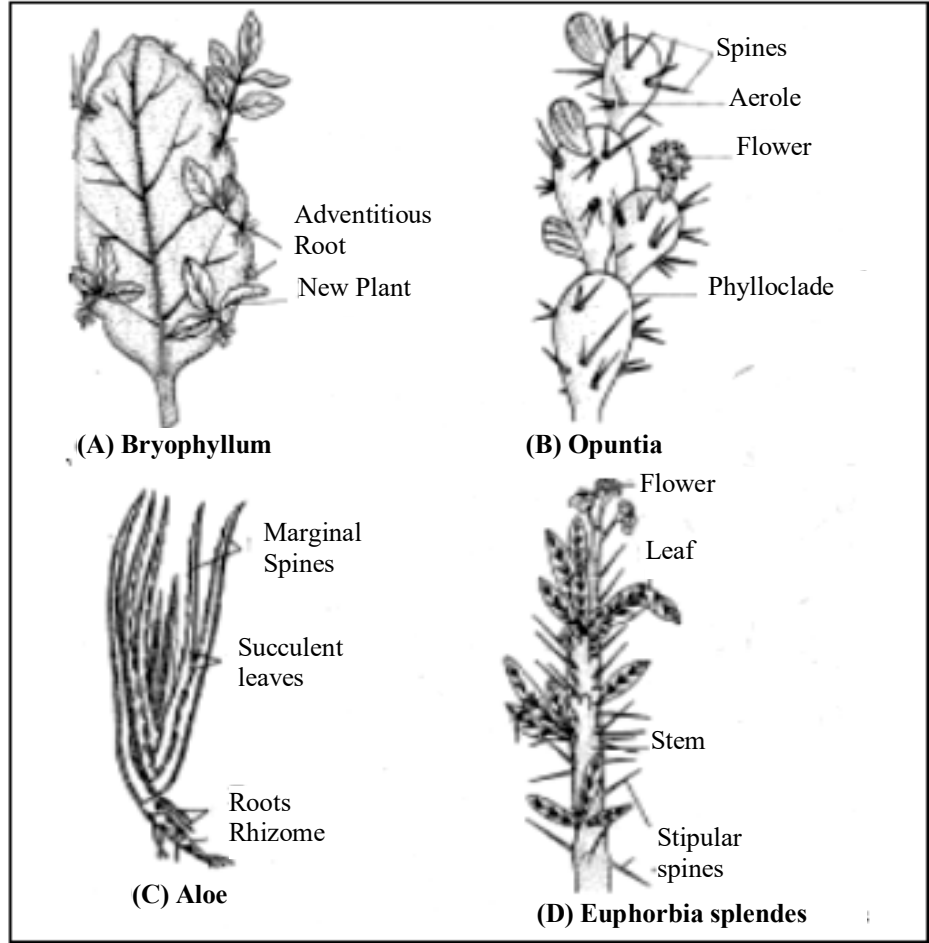 Adventitious
Root
New Plant
(A) Bryophyllum
Spines
Aerole
Flower
Phylloclade
(B) Opuntia
Marginal
Spines
Succulent
leaves
Roots
Rhizome
(C) Aloe
Flower
Leaf
Stem
Stipular
spines
(D) Euphorbia splendes